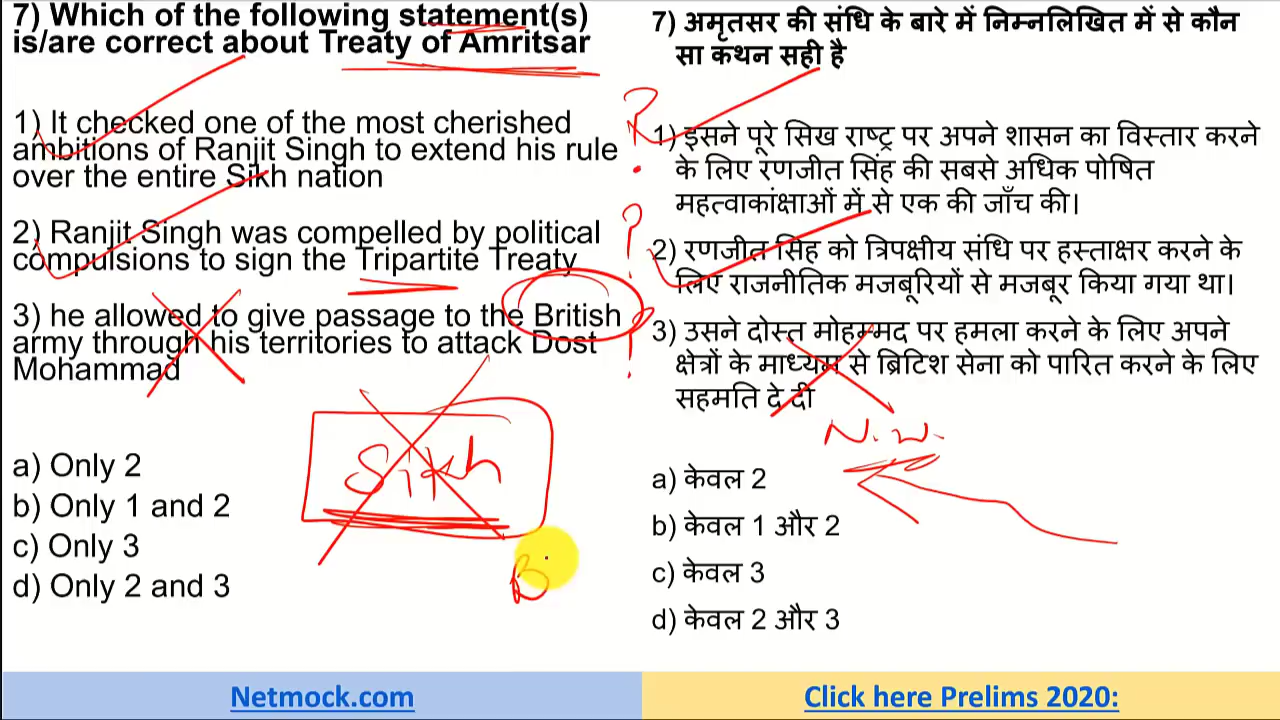 7) Which of the following statement(s)
is/are correct about Treaty of Amritsar
1) It checked one of the most cherished
ambitions of Ranjit Singh to extend his rule
over the entire Sikh nation
2) Ranjit Singh was compelled by political
compulsions to sign the Tripartite Treaty
3) he allowed to give passage to the British
army through his territories to attack Dost
Mohammad
Sikh
B
a) Only 2
b) Only 1 and 2
c) Only 3
d) Only 2 and 3
7) अमृतसर की संधि के बारे में निम्नलिखित में से कौन
सा कथन सही है
?
1) इसने पूरे सिख राष्ट्र पर अपने शासन का विस्तार करने
के लिए रणजीत सिंह की सबसे अधिक पोषित
महत्वाकांक्षाओं में से एक की जाँच की।
?
2) रणजीत सिंह को त्रिपक्षीय संधि पर हस्ताक्षर करने के
लिए राजनीतिक मजबूरियों से मजबूर किया गया था।
?
3) उसने दोस्त मोहम्मद पर हमला करने के लिए अपने
क्षेत्रों के माध्यम से ब्रिटिश सेना को पारित करने के लिए
सहमति दे दी
N.W.
a) केवल 2
b) केवल 1 और 2
c) केवल 3
d) केवल 2 और 3
Netmock.com
Click here Prelims 2020: